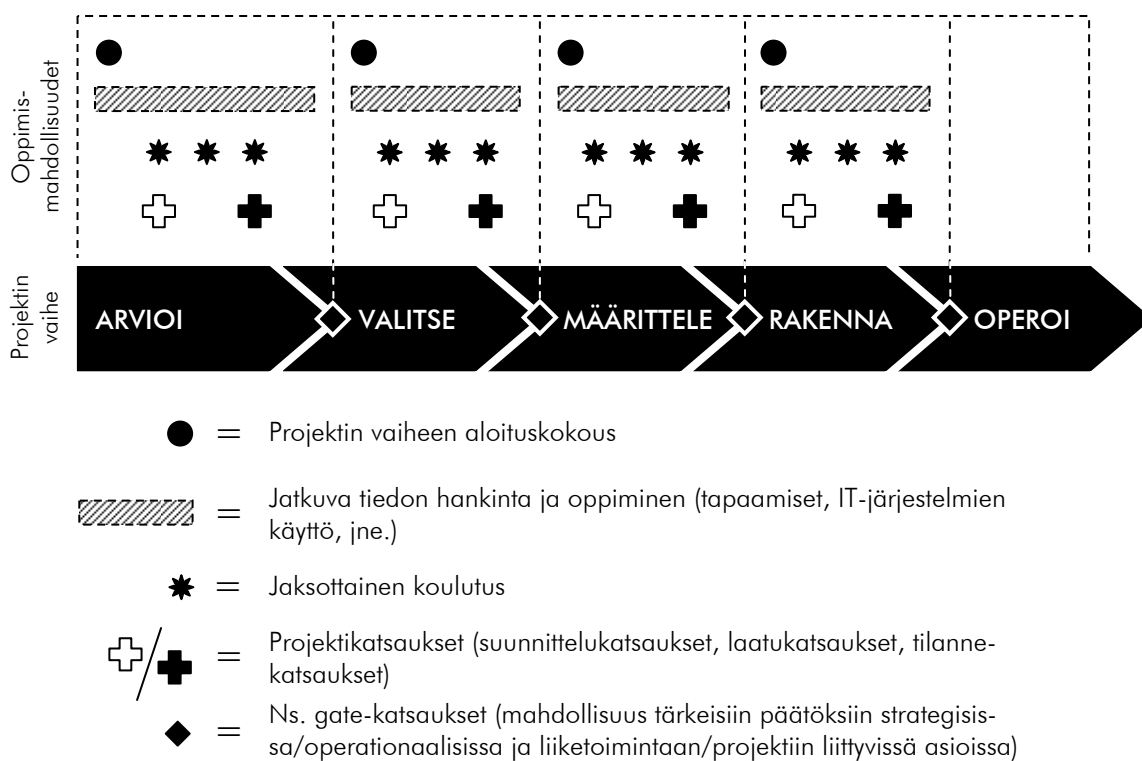 Oppimis-
mahdollisuudet
Projektin
vaihe
ARVIOI
VALITSE
MÄÄRITTELE
RAKENNA
OPEROI
= Projektin vaiheen aloituskokous
= Jatkuva tiedon hankinta ja oppiminen (tapaamiset, IT-järjestelmien
käyttö, jne.)
= Jaksottainen koulutus
/ = Projektikatsaukset (suunnittelukatsaukset, laatukatsaukset, tilanne-
katsaukset)
= Ns. gate-katsaukset (mahdollisuus tärkeisiin päätöksiin strategisis-
sa/operationaalisissa ja liiketoimintaan/projektiin liittyvissä asioissa)